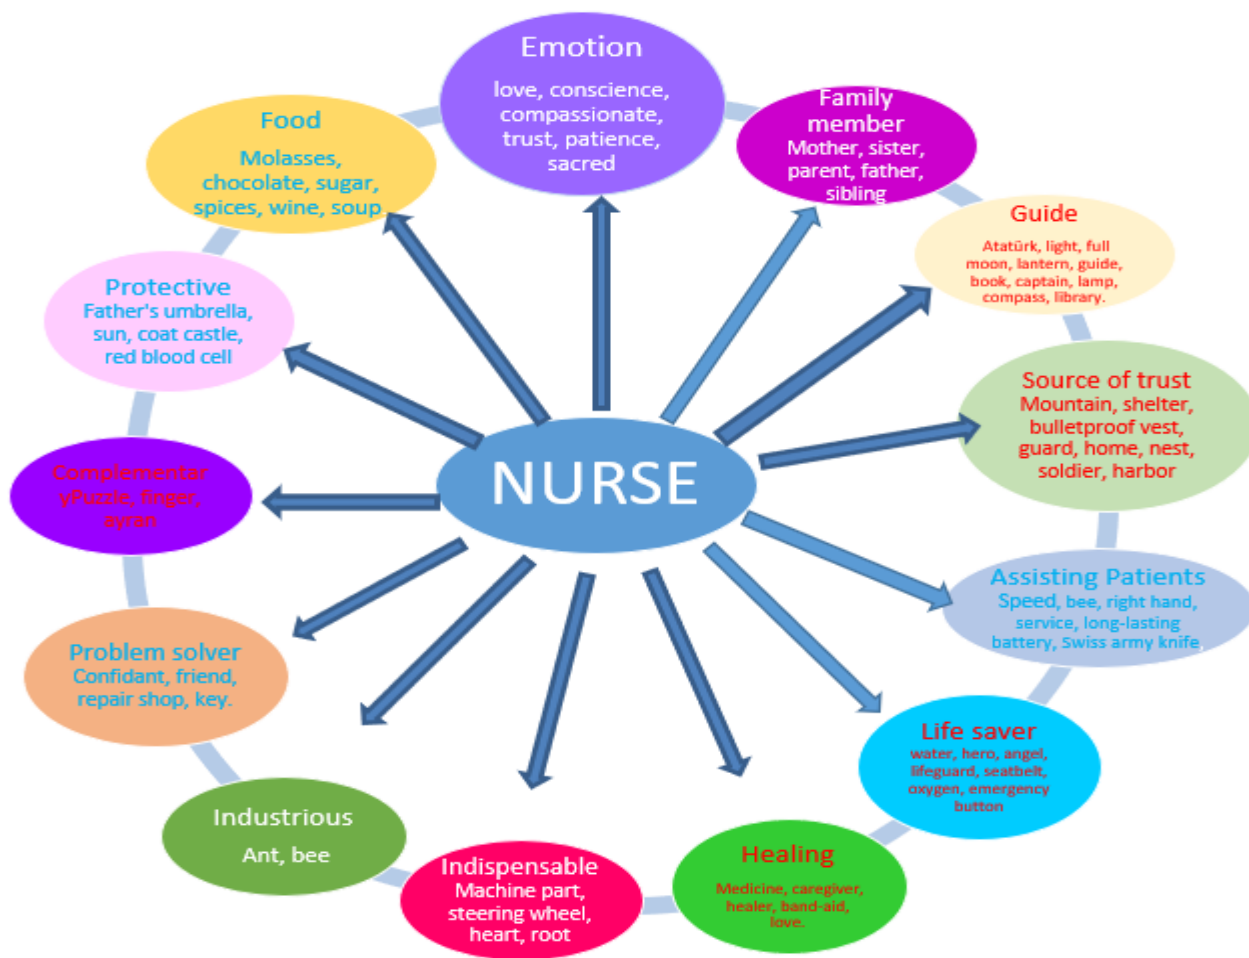 Emotion
love, conscience,
compassionate,
trust, patience,
sacred
Family
member
Mother, sister,
parent, father,
sibling
Guide
Atatürk, light, full
moon, lantern, guide,
book, captain, lamp,
compass, library.
Source of trust
Mountain, shelter,
bulletproof vest,
guard, home, nest,
soldier, harbor
Assisting Patients
Speed, bee, right hand,
service, long-lasting
battery, Swiss army knife,
Life saver
water, hero, angel,
lifeguard, seatbelt,
oxygen, emergency
button
Healing
Medicine, caregiver,
healer, band-aid,
love.
Indispensable
Machine part,
steering wheel,
heart, root
Industrious
Ant, bee
Problem solver
Confidant, friend,
repair shop, key.
Complementar
yPuzzle, finger,
ayran
Protective
Father's umbrella,
sun, coat castle,
red blood cell
Food
Molasses,
chocolate, sugar,
spices, wine, soup
NURSE